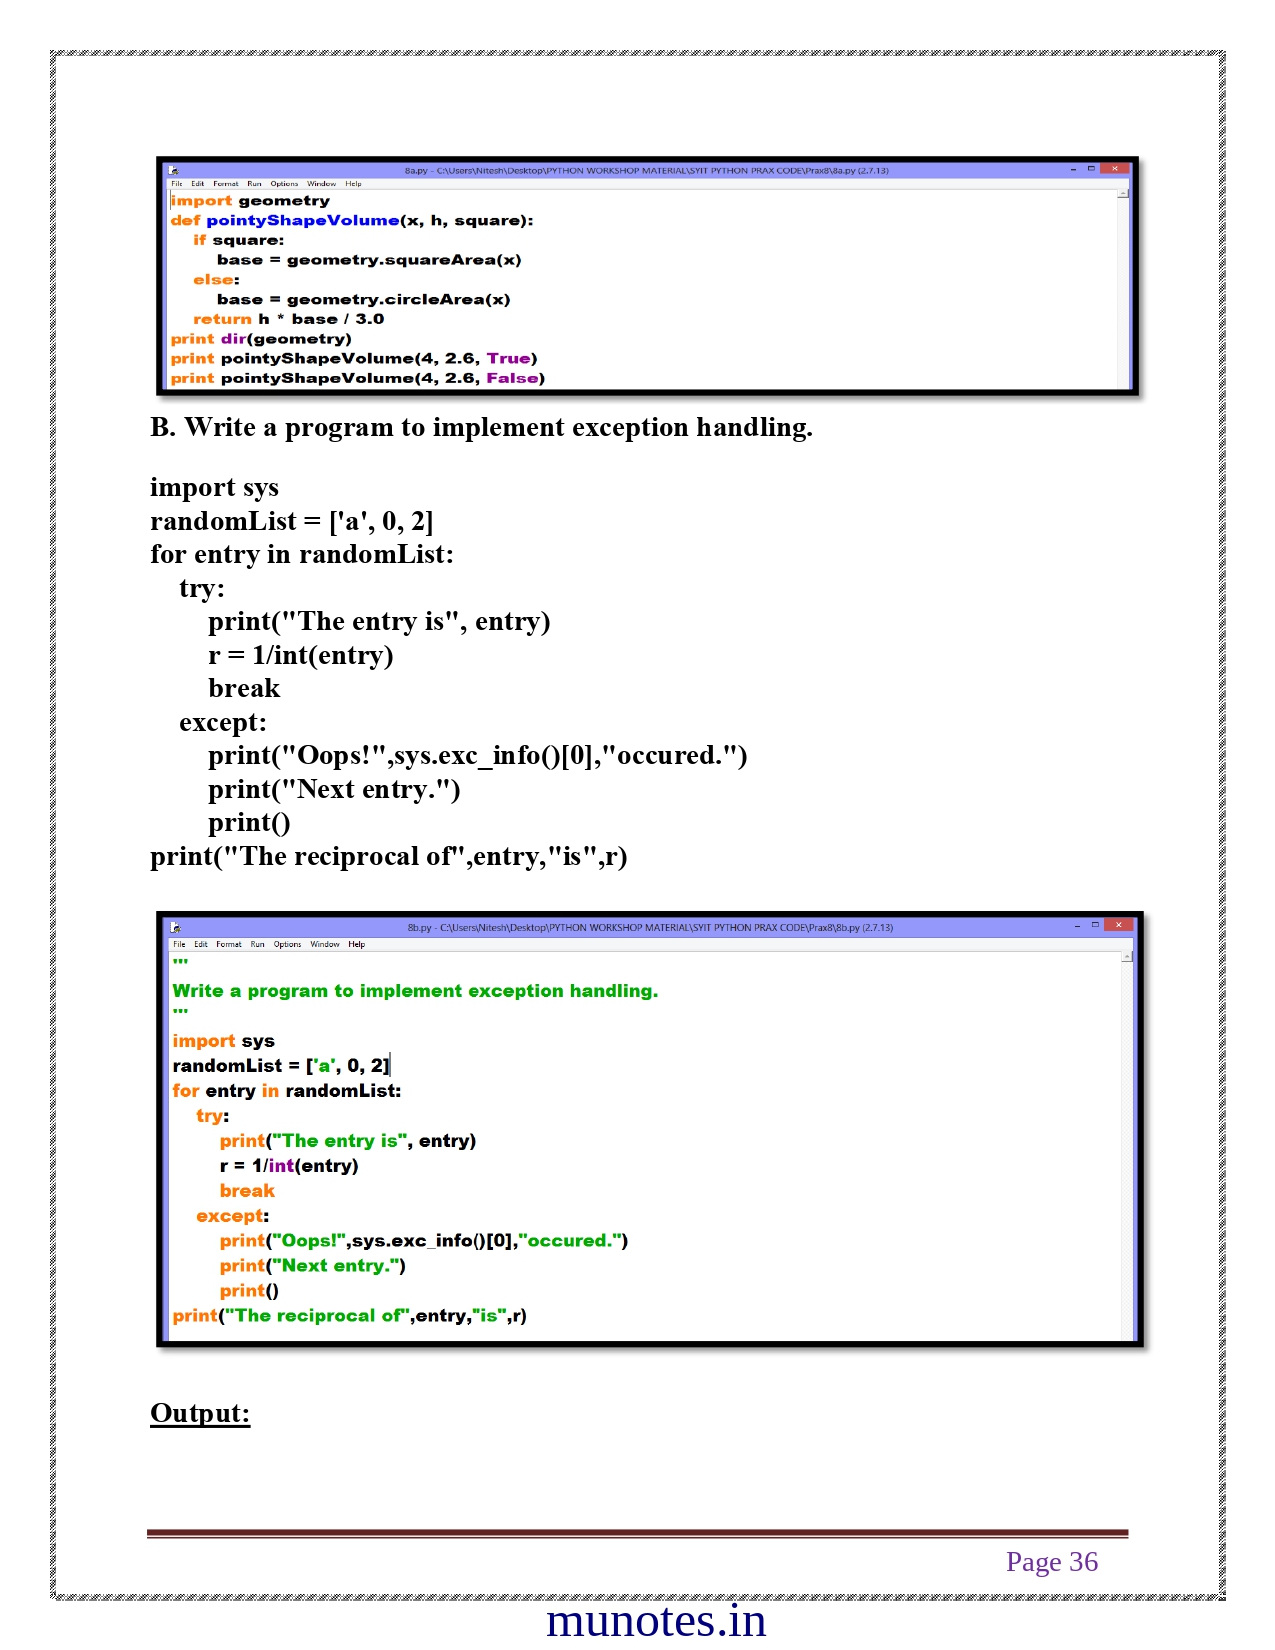 8a.py - C:\Users\Nitesh\Desktop\PYTHON WORKSHOP MATERIAL\SYIT PYTHON PRAX CODE\Prax8\8a.py (2.7.13)
File Edit Format Run Options Window Help
import geometry
def pointyShapeVolume(x, h, square):
    if square:
        base = geometry.squareArea(x)
    else:
        base = geometry.circleArea(x)
    return h * base / 3.0
print dir(geometry)
print pointyShapeVolume(4, 2.6, True)
print pointyShapeVolume(4, 2.6, False)
B. Write a program to implement exception handling.
import sys
randomList = ['a', 0, 2]
for entry in randomList:
    try:
        print("The entry is", entry)
        r = 1/int(entry)
        break
    except:
        print("Oops!",sys.exc_info()[0],"occured.")
        print("Next entry.")
        print()
print("The reciprocal of",entry,"is",r)
8b.py - C:\Users\Nitesh\Desktop\PYTHON WORKSHOP MATERIAL\SYIT PYTHON PRAX CODE\Prax8\8b.py (2.7.13)
File Edit Format Run Options Window Help
'''
Write a program to implement exception handling.
'''
import sys
randomList = ['a', 0, 2]
for entry in randomList:
    try:
        print("The entry is", entry)
        r = 1/int(entry)
        break
    except:
        print("Oops!",sys.exc_info()[0],"occured.")
        print("Next entry.")
        print()
print("The reciprocal of",entry,"is",r)
Output:
Page 36
munotes.in